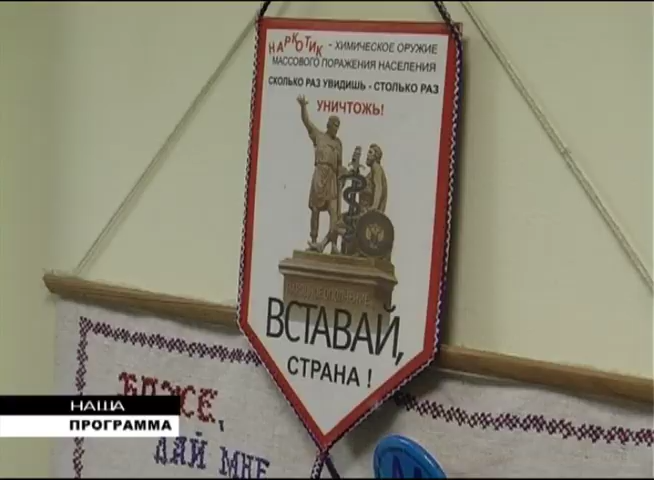 НАРКОТИК - ХИМИЧЕСКОЕ ОРУЖИЕ
МАССОВОГО ПОРАЖЕНИЯ НАСЕЛЕНИЯ
СКОЛЬКО РАЗ УВИДИШЬ - СТОЛЬКО РАЗ
УНИЧТОЖЬ!
ВСТАВАЙ,
СТРАНА !
БОЖЕ,
ДАЙ МНЕ
НАША
ПРОГРАММА